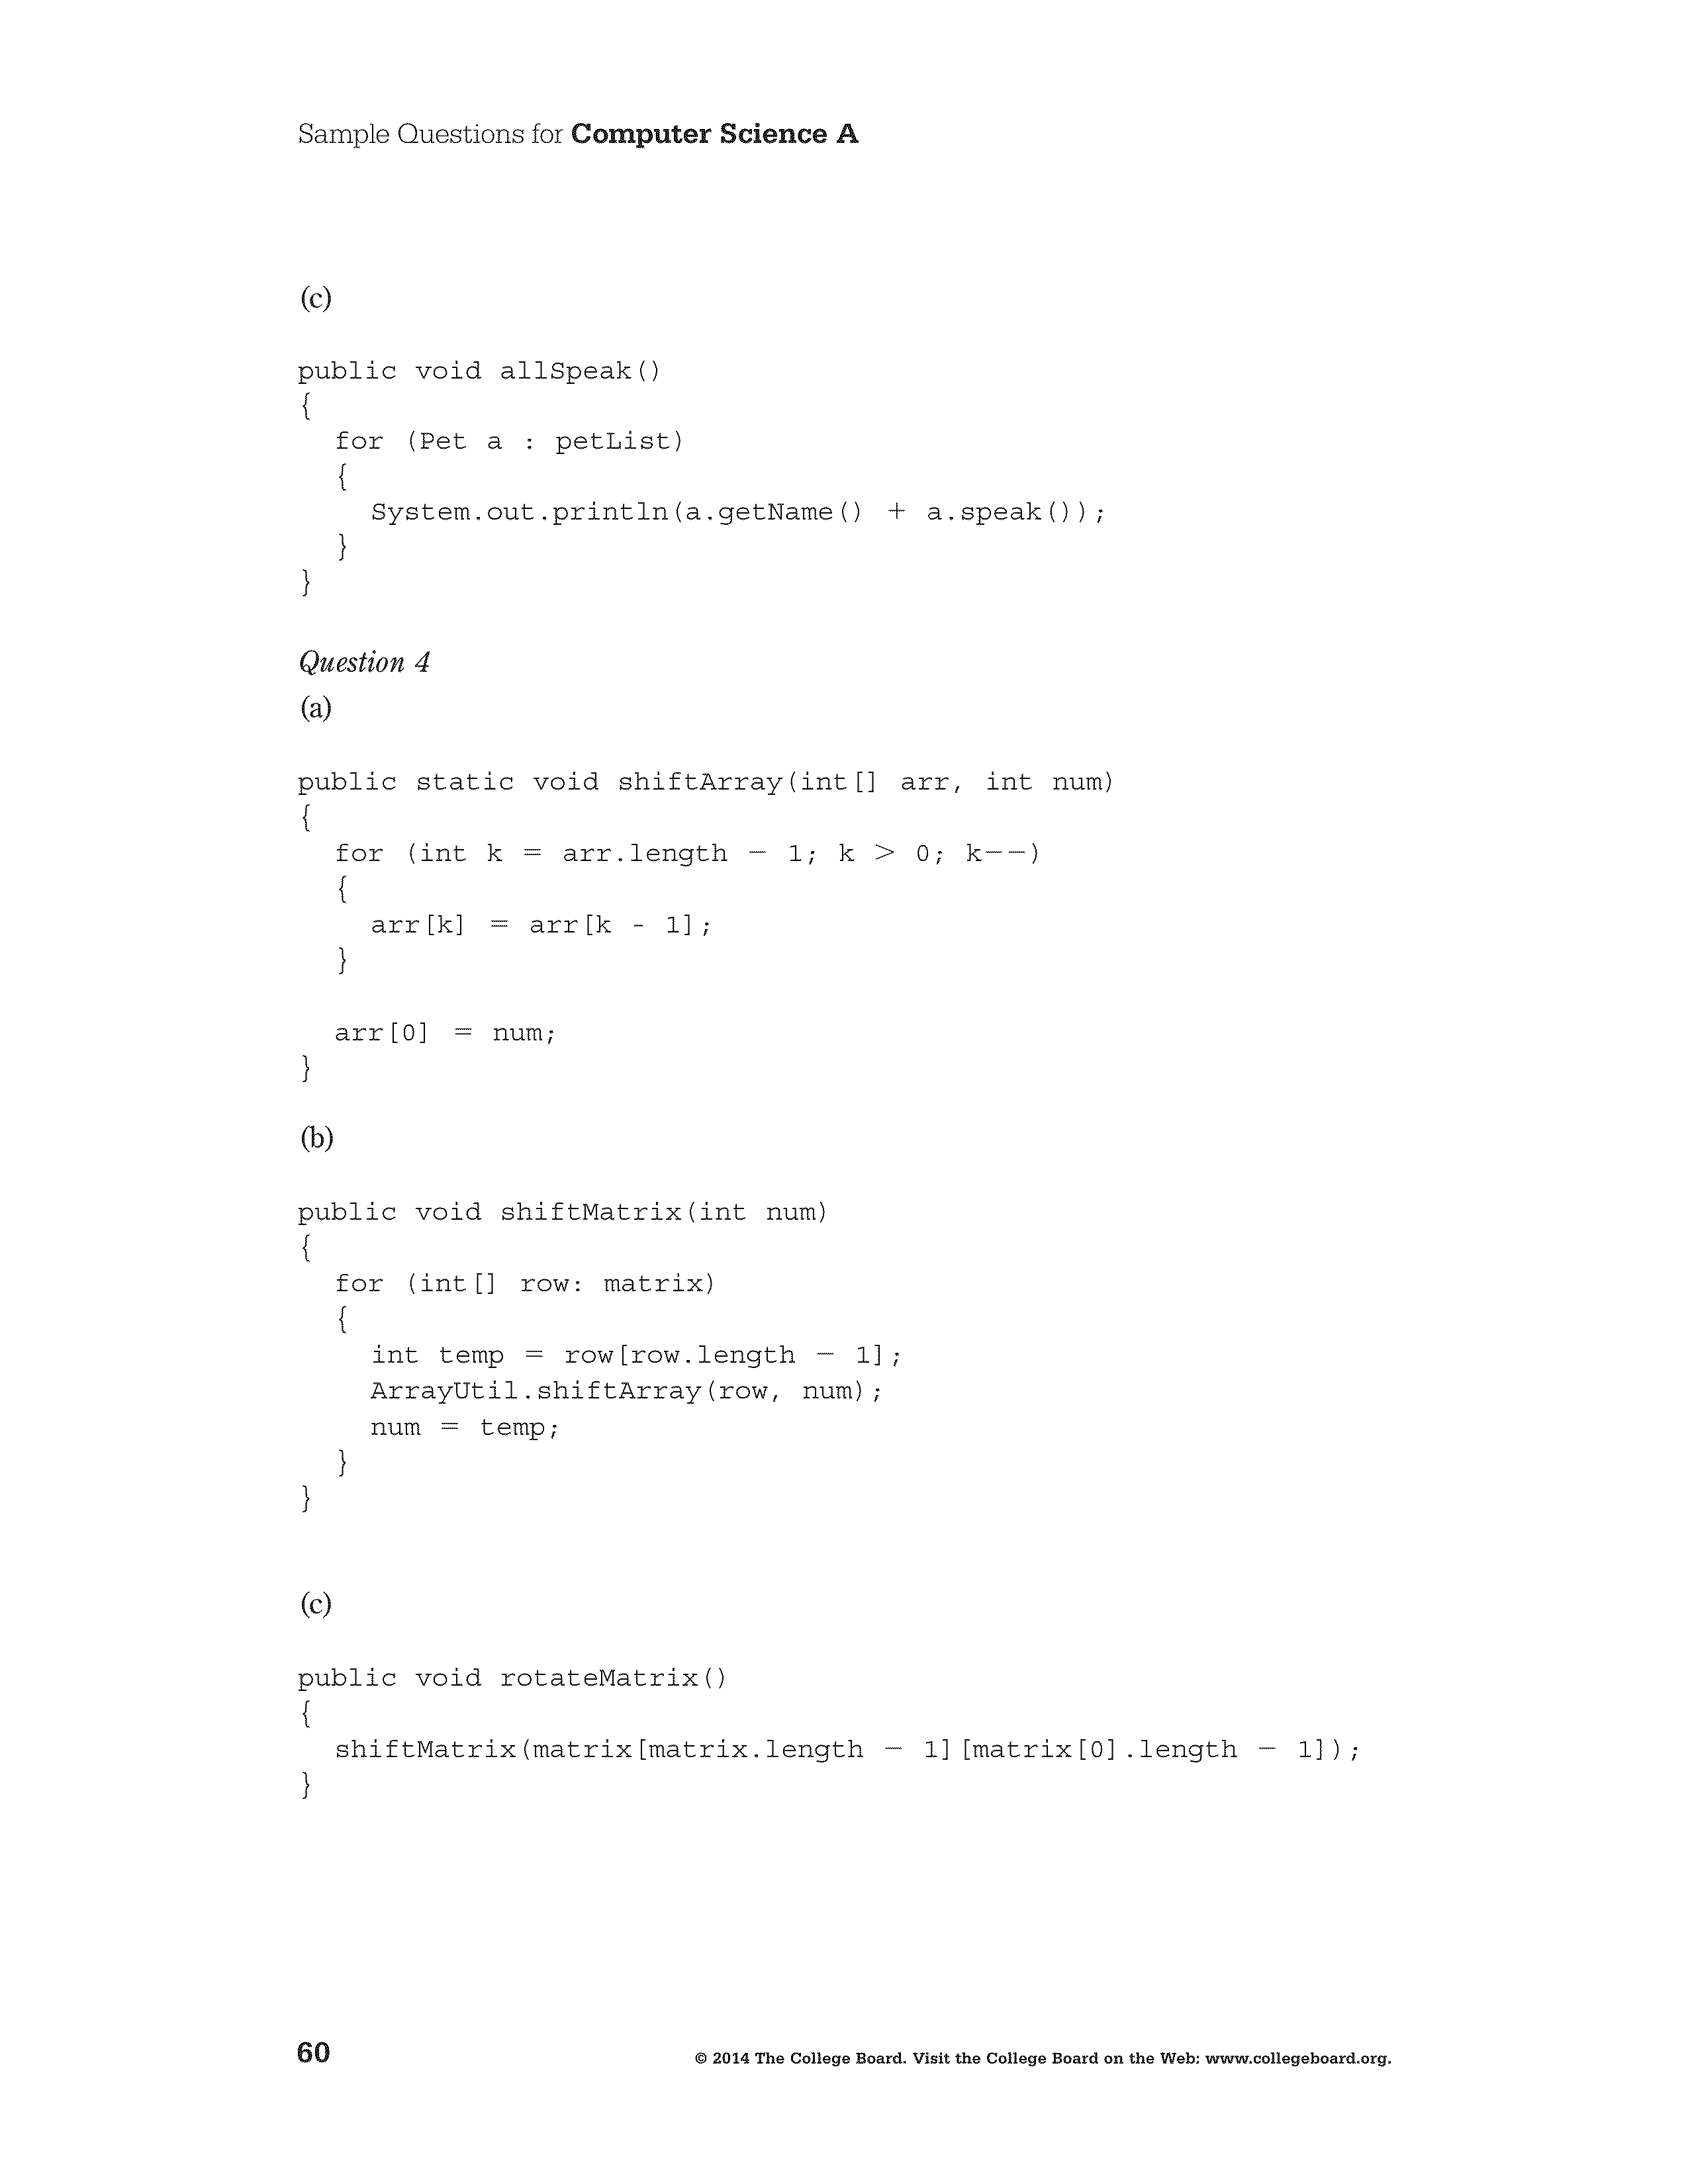 Sample Questions for Computer Science A
(c)
public void allSpeak()
{
for (Pet a : petList)
{
System.out.println(a.getName() + a.speak());
}
}
Question 4
(a)
public static void shiftArray(int[] arr, int num)
{
for (int k = arr.length − 1; k > 0; k−−)
{
arr[k] = arr[k - 1];
}
arr[0] = num;
}
(b)
public void shiftMatrix(int num)
{
for (int[] row: matrix)
{
int temp = row[row.length − 1];
ArrayUtil.shiftArray(row, num);
num = temp;
}
}
(c)
public void rotateMatrix()
{
shiftMatrix(matrix[matrix.length − 1][matrix[0].length − 1]);
}
60
© 2014 The College Board. Visit the College Board on the Web: www.collegeboard.org.